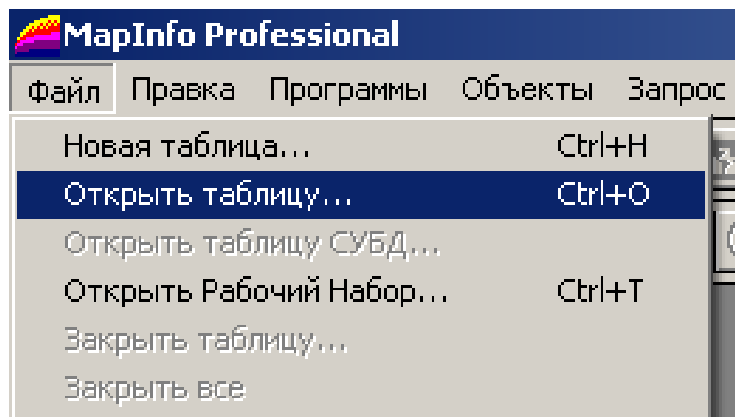 MapInfo Professional
Файл Правка Программы Объекты Запрос
Новая таблица... Ctrl+Н
Открыть таблицу... Ctrl+O
Открыть таблицу СУБД...
Открыть Рабочий Набор... Ctrl+T
Закрыть таблицу...
Закрыть все